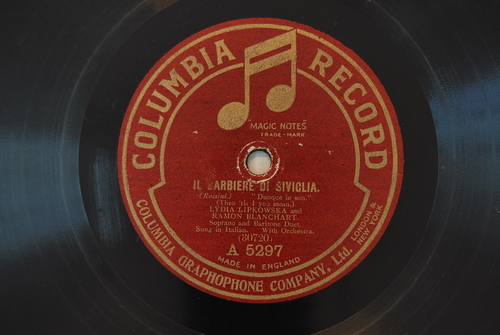 COLUMBIA RECORD
"MAGIC NOTES"
TRADE-MARK
IL BARBIERE DI SIVIGLIA.
(Rossini.) "Dunque io son."
(Then 'tis I you mean.)
LYDIA LIPKOWSKA and
RAMON BLANCHART.
Soprano and Baritone Duet.
Sung in Italian. With Orchestra.
(30720)
A 5297
MADE IN ENGLAND
COLUMBIA GRAPHOPHONE COMPANY, Ltd. LONDON & NEW YORK